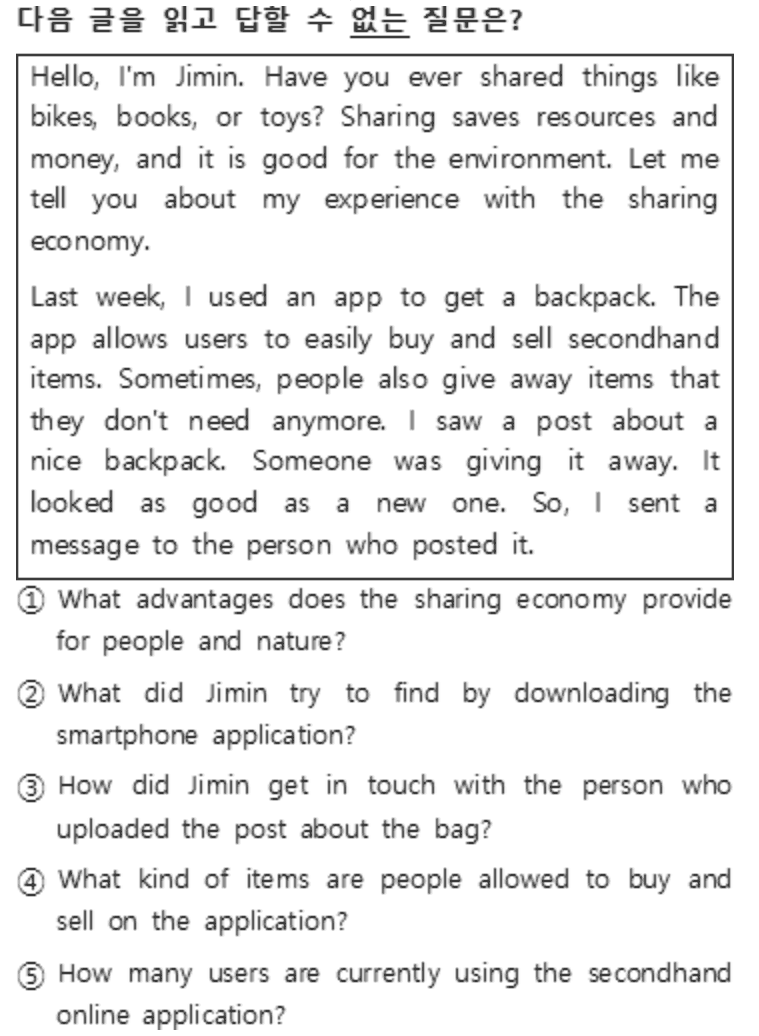 다음 글을 읽고 답할 수 없는 질문은?
Hello, I'm Jimin. Have you ever shared things like
bikes, books, or toys? Sharing saves resources and
money, and it is good for the environment. Let me
tell you about my experience with the sharing
economy.
Last week, I used an app to get a backpack. The
app allows users to easily buy and sell secondhand
items. Sometimes, people also give away items that
they don't need anymore. I saw a post about a
nice backpack. Someone was giving it away. It
looked as good as a new one. So, I sent a
message to the person who posted it.
① What advantages does the sharing economy provide
for people and nature?
② What did Jimin try to find by downloading the
smartphone application?
③ How did Jimin get in touch with the person who
uploaded the post about the bag?
④ What kind of items are people allowed to buy and
sell on the application?
⑤ How many users are currently using the secondhand
online application?